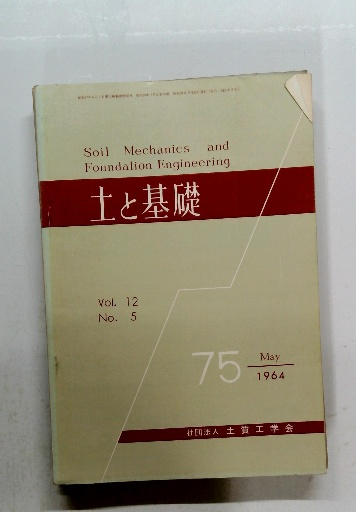 Soil Mechanics and
Foundation Engineering
土と基礎
Vol. 12
No. 5
75
May
1964
社団法人 土質工学会